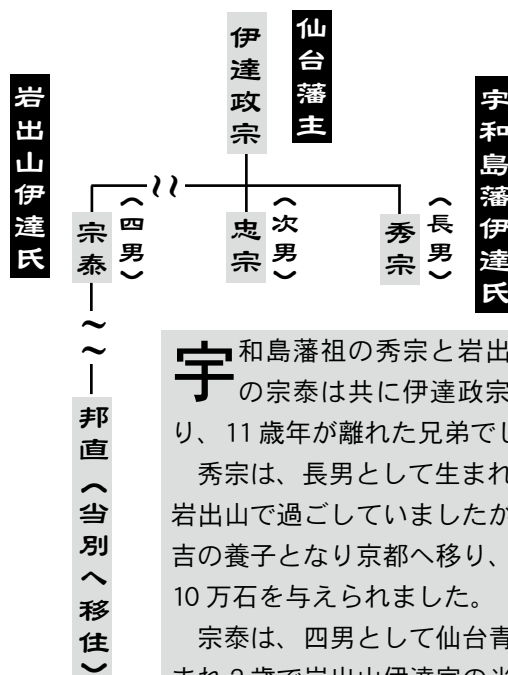 仙台藩主
伊達政宗
宇和島藩伊達氏
岩出山伊達氏
秀宗
（長男）
忠宗
（次男）
宗泰
（四男）
邦直（当別へ移住）
宇和島藩祖の秀宗と岩出
の宗泰は共に伊達政宗
り、11歳年が離れた兄弟でし
秀宗は、長男として生まれ
岩出山で過ごしていましたか
吉の養子となり京都へ移り、
10万石を与えられました。
宗泰は、四男として仙台青